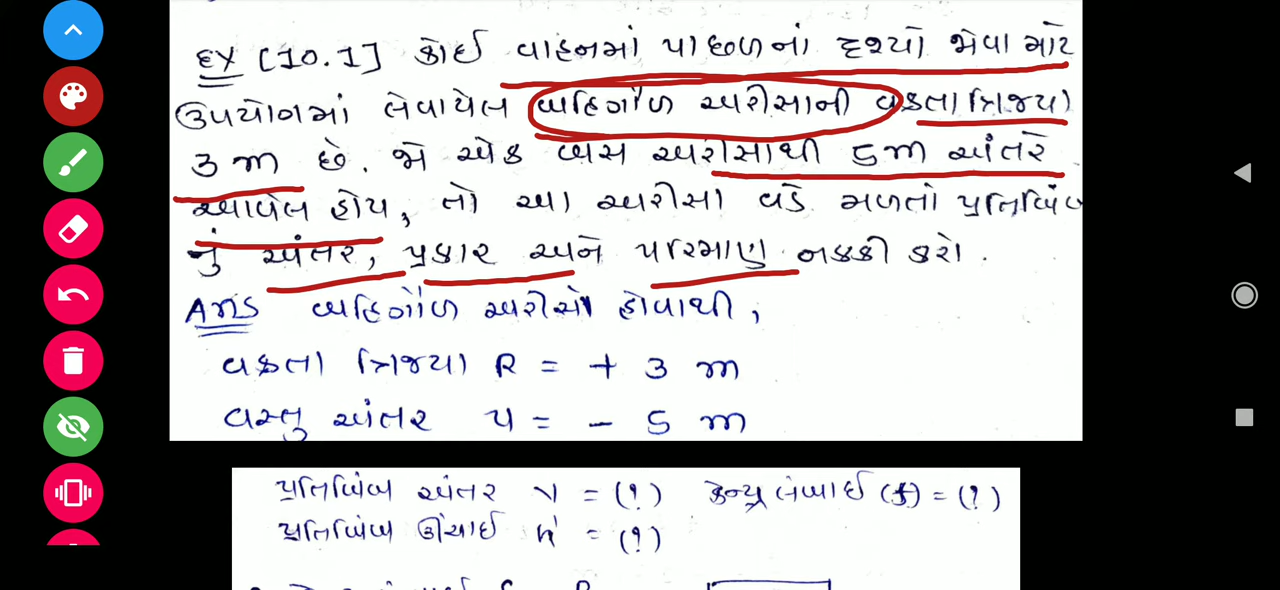 EX [10.1] કોઈ વાહનમાં પાછળનાં દૃશ્યો જોવા માટે
ઉપયોગમાં લેવાયેલ બહિર્ગોળ અરીસાની વક્રતાત્રિજ્યા
3 m છે. જો એક બસ અરીસાથી 5m અંતરે
આવેલ હોય, તો આ અરીસા વડે મળતો પ્રતિબિંબ
નું અંતર, પ્રકાર અને પરિમાણ નક્કી કરો.
Ans બહિર્ગોળ અરીસો હોવાથી,
વક્રતા ત્રિજ્યા R = + 3 m
વસ્તુ અંતર u = - 5 m
પ્રતિબિંબ અંતર v = (?) કેન્દ્ર લંબાઈ (f) = (?)
પ્રતિબિંબ ઊંચાઈ h' = (?)